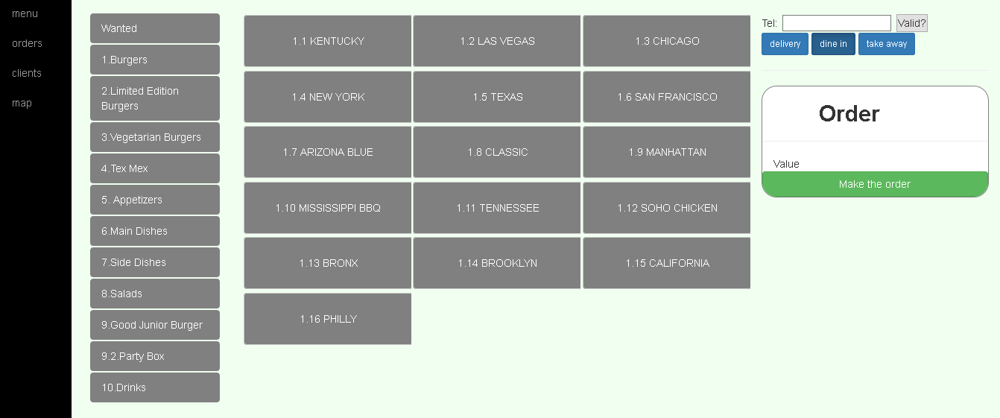 menu
orders
clients
map
Wanted
1.Burgers
2.Limited Edition
Burgers
3.Vegetarian Burgers
4.Tex Mex
5. Appetizers
6.Main Dishes
7.Side Dishes
8.Salads
9.Good Junior Burger
9.2.Party Box
10.Drinks
1.1 KENTUCKY
1.2 LAS VEGAS
1.3 CHICAGO
1.4 NEW YORK
1.5 TEXAS
1.6 SAN FRANCISCO
1.7 ARIZONA BLUE
1.8 CLASSIC
1.9 MANHATTAN
1.10 MISSISSIPPI BBQ
1.11 TENNESSEE
1.12 SOHO CHICKEN
1.13 BRONX
1.14 BROOKLYN
1.15 CALIFORNIA
1.16 PHILLY
Tel: Valid?
delivery dine in take away
Order
Value
Make the order